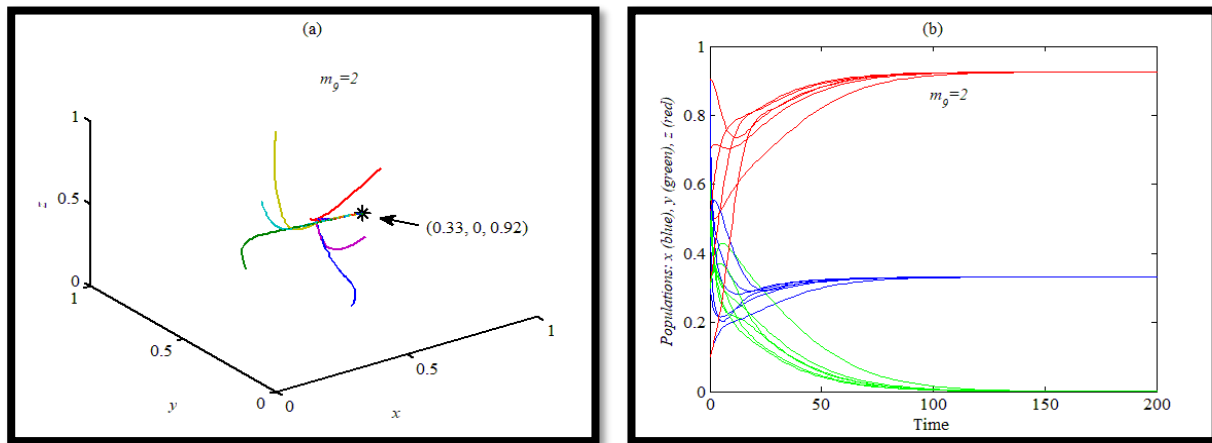 (a)
m9=2
1
z
0.5
0
1
0.5
y
0
0
x
0.5
1
(0.33, 0, 0.92)
(b)
m9=2
Populations: x (blue), y (green), z (red)
1
0.8
0.6
0.4
0.2
0
0
50
100
150
200
Time